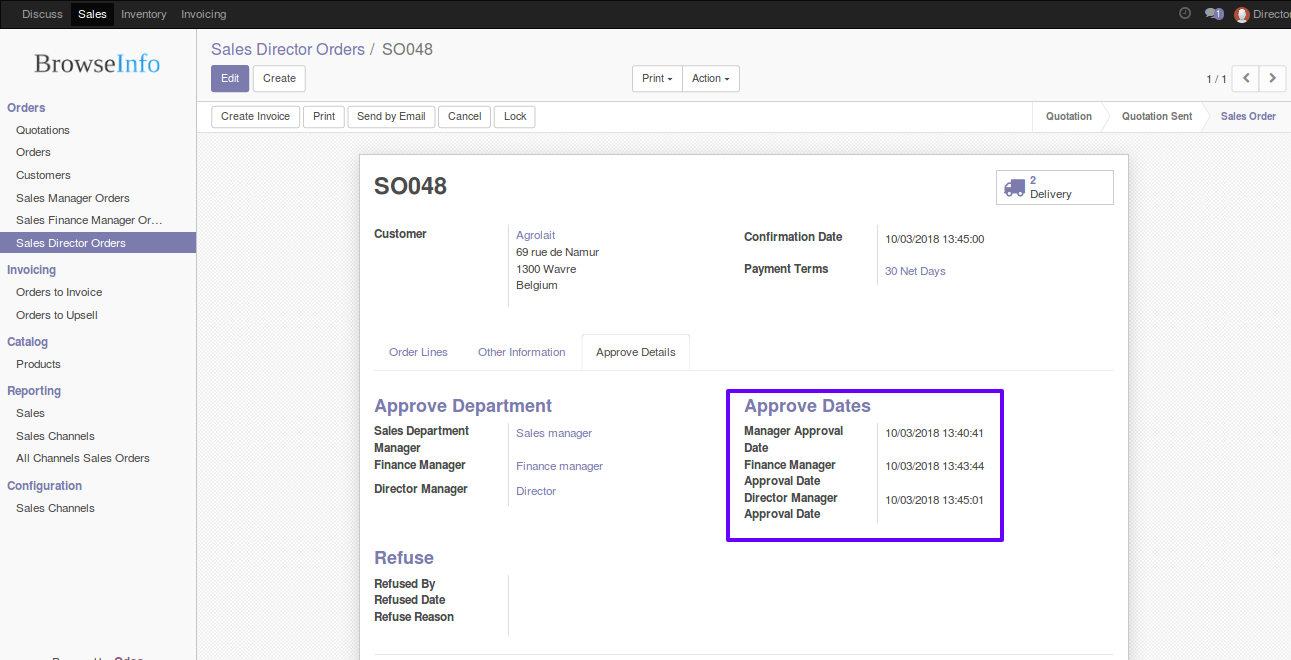 Discuss Sales Inventory Invoicing
1 Director
BrowseInfo
Orders
Quotations
Orders
Customers
Sales Manager Orders
Sales Finance Manager Or…
Sales Director Orders
Invoicing
Orders to Invoice
Orders to Upsell
Catalog
Products
Reporting
Sales
Sales Channels
All Channels Sales Orders
Configuration
Sales Channels
Sales Director Orders / SO048
Edit Create
Print Action
1 / 1
Create Invoice Print Send by Email Cancel Lock
Quotation Quotation Sent Sales Order
SO048
2
Delivery
Customer
Agrolait
69 rue de Namur
1300 Wavre
Belgium
Confirmation Date 10/03/2018 13:45:00
Payment Terms 30 Net Days
Order Lines Other Information Approve Details
Approve Department
Sales Department
Manager
Sales manager
Finance Manager Finance manager
Director Manager Director
Approve Dates
Manager Approval
Date
10/03/2018 13:40:41
Finance Manager
Approval Date
10/03/2018 13:43:44
Director Manager
Approval Date
10/03/2018 13:45:01
Refuse
Refused By
Refused Date
Refuse Reason